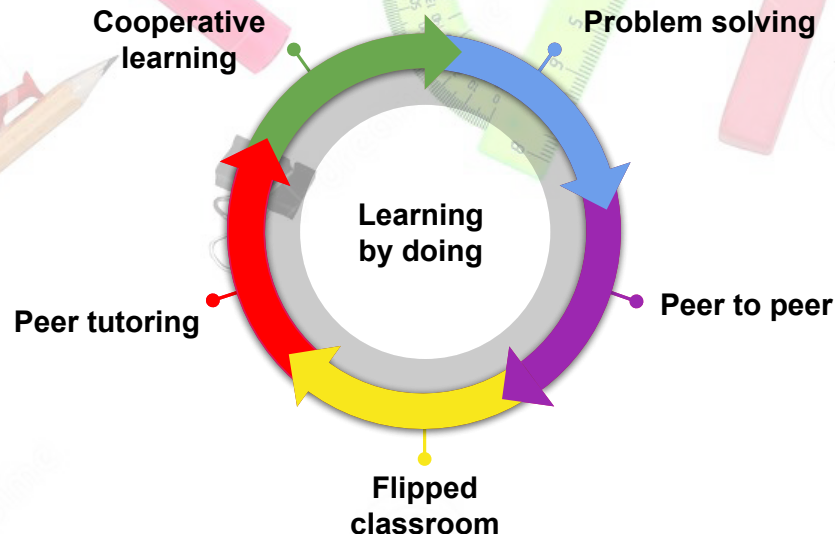 Cooperative
learning
Problem solving
Learning
by doing
Peer to peer
Peer tutoring
Flipped
classroom